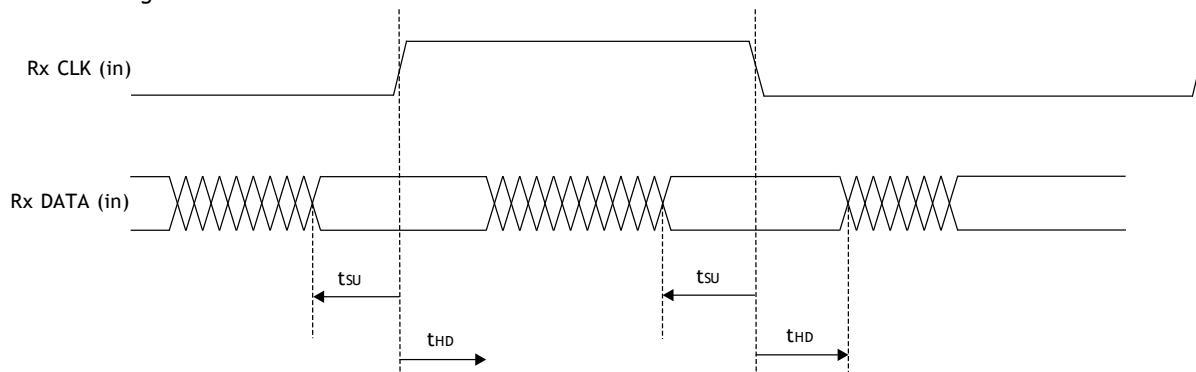 Rx CLK (in)
Rx DATA (in)
tSU
tSU
tHD
tHD